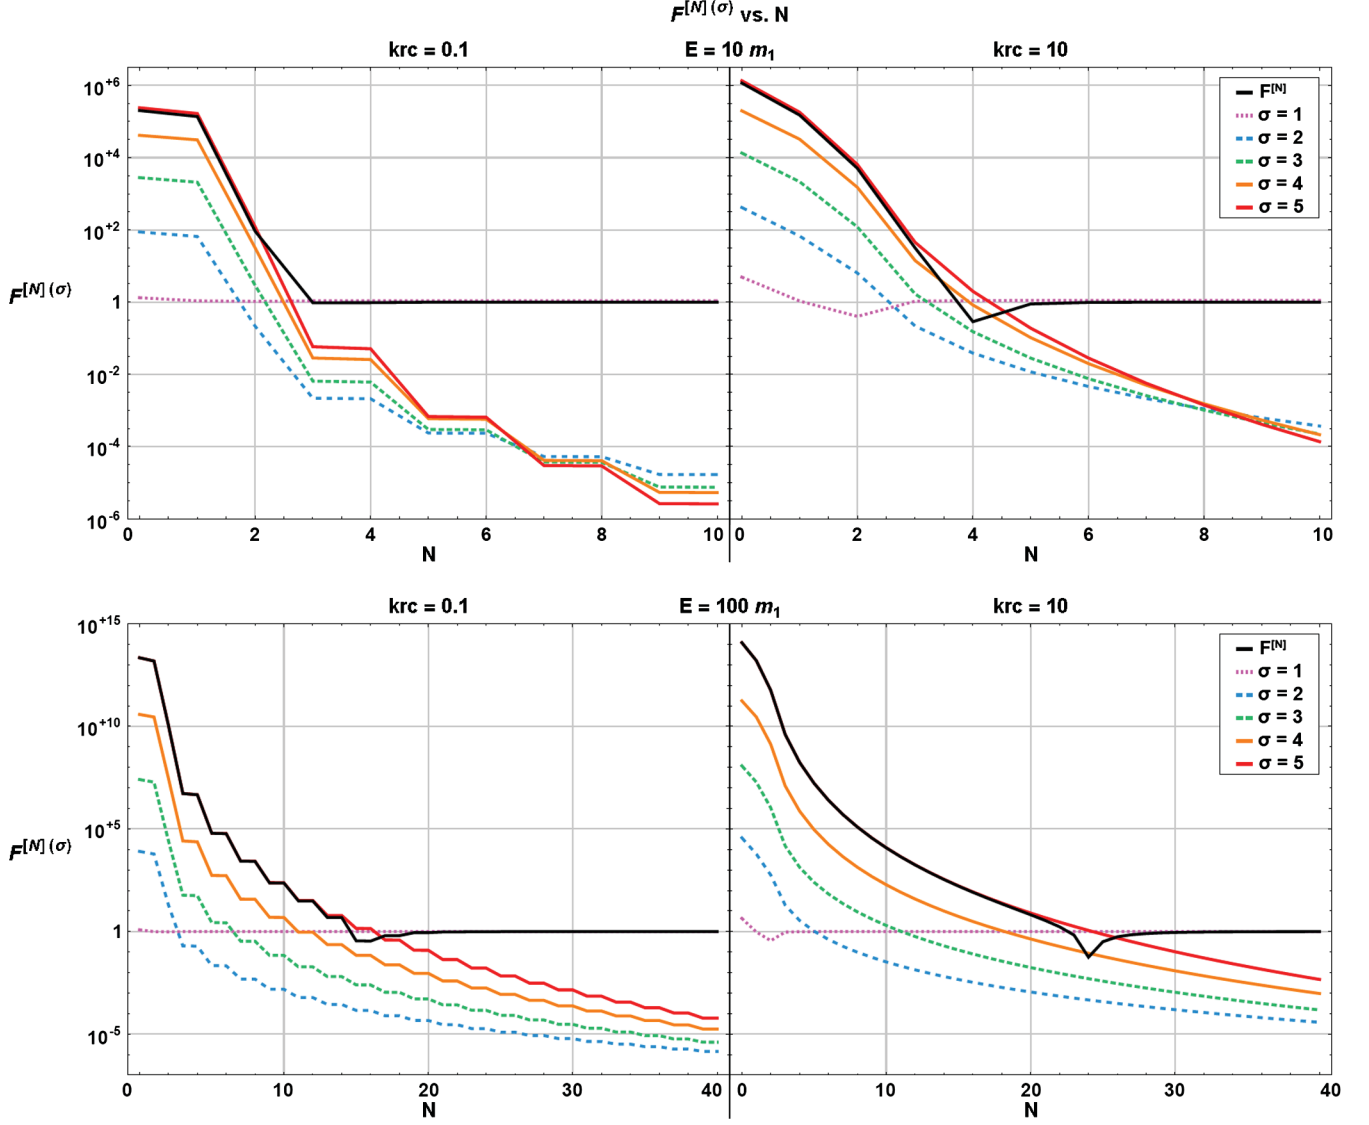 F[N](σ) vs. N
krc = 0.1 E = 10 m1 krc = 10
10+6
10+4
10+2
1
10-2
10-4
10-6
F[N](σ)
0 2 4 6 8 10
N
0 2 4 6 8 10
N
F[N]
σ = 1
σ = 2
σ = 3
σ = 4
σ = 5
krc = 0.1 E = 100 m1 krc = 10
10+15
10+10
10+5
1
10-5
F[N](σ)
0 10 20 30 40
N
0 10 20 30 40
N
F[N]
σ = 1
σ = 2
σ = 3
σ = 4
σ = 5